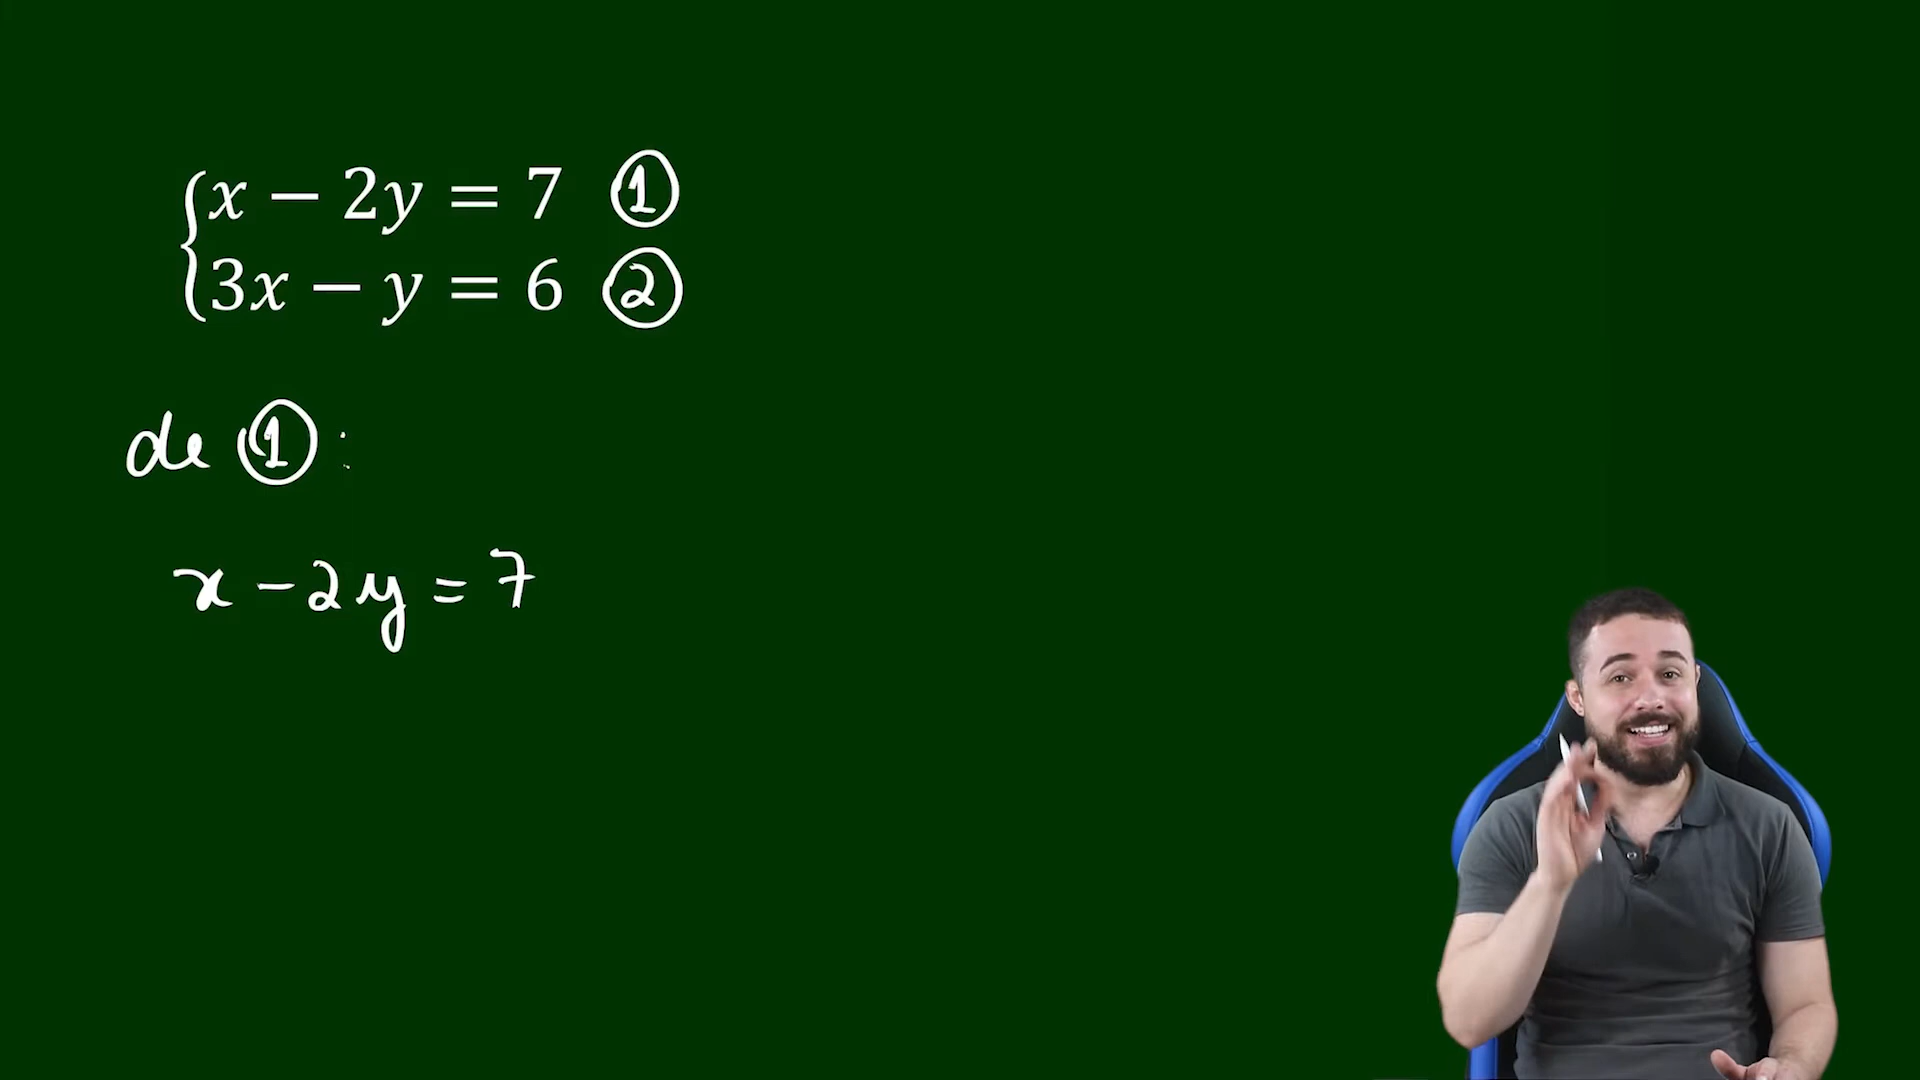 x − 2y = 7 ①
3x − y = 6 ②
de ① :
x − 2y = 7